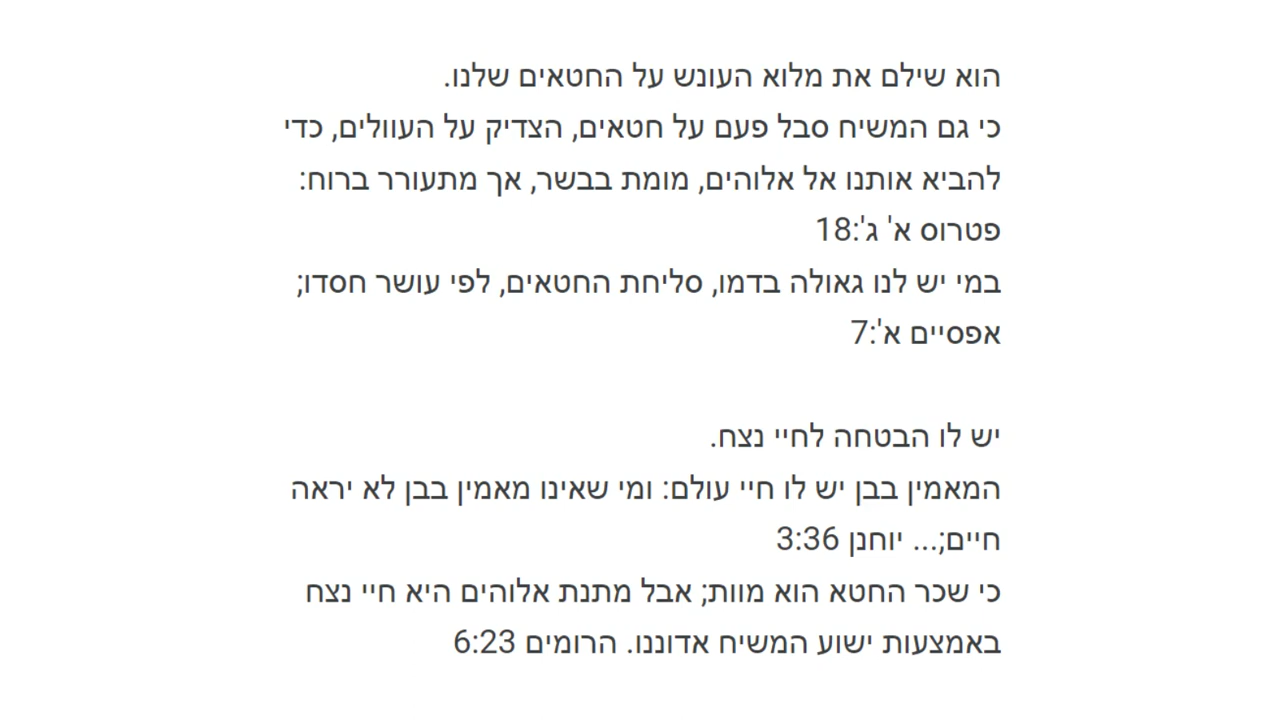 הוא שילם את מלוא העונש על החטאים שלנו.
כי גם המשיח סבל פעם על חטאים, הצדיק על העוולים, כדי
להביא אותנו אל אלוהים, מומת בבשר, אך מתעורר ברוח:
פטרוס א' ג':18
במי יש לנו גאולה בדמו, סליחת החטאים, לפי עושר חסדו;
אפסיים א':7
יש לו הבטחה לחיי נצח.
המאמין בבן יש לו חיי עולם: ומי שאינו מאמין בבן לא יראה
חיים;... יוחנן 3:36
כי שכר החטא הוא מוות; אבל מתנת אלוהים היא חיי נצח
באמצעות ישוע המשיח אדוננו. הרומים 6:23